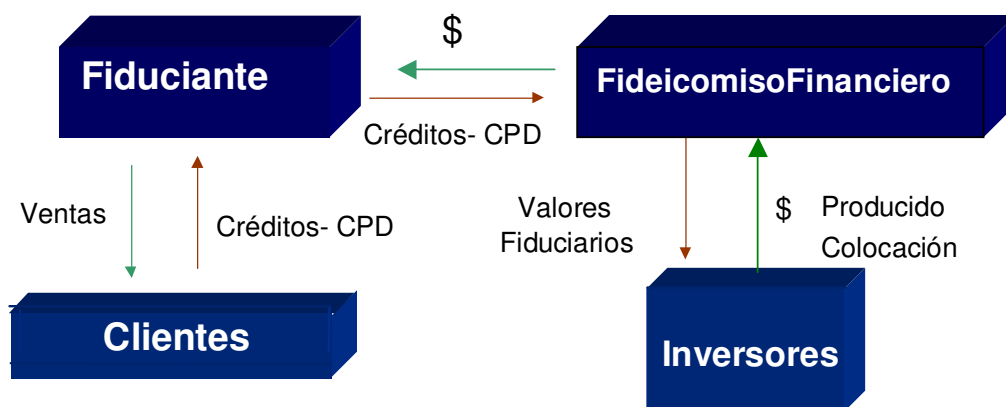 $
Fiduciante
FideicomisoFinanciero
Créditos- CPD
Ventas
Créditos- CPD
Valores
Fiduciarios
$ Producido
Colocación
Clientes
Inversores